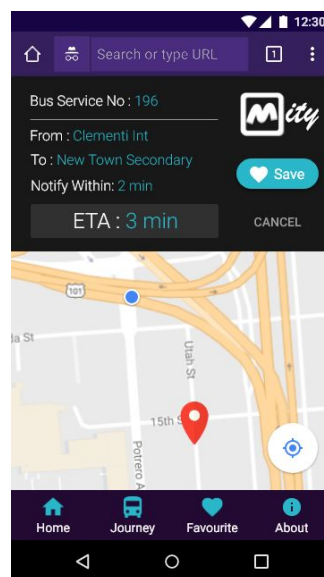 12:30
Search or type URL
1
Bus Service No : 196
Mity
From : Clementi Int
To : New Town Secondary
Notify Within: 2 min
Save
ETA : 3 min
CANCEL
101
la St
Utah St
15th S
Potrero A
Home
Journey
Favourite
About